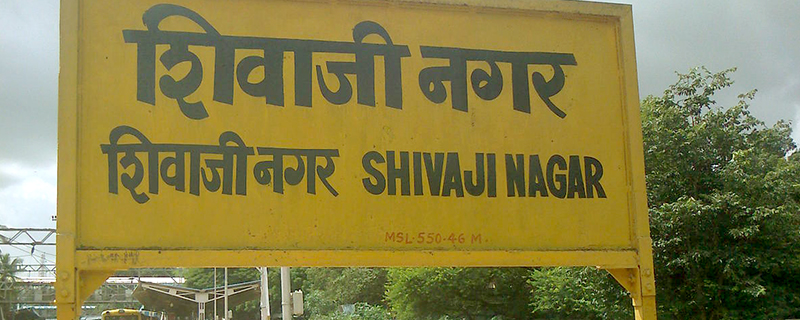 शिवाजी नगर
शिवाजी नगर SHIVAJI NAGAR
MSL·550·46 M·